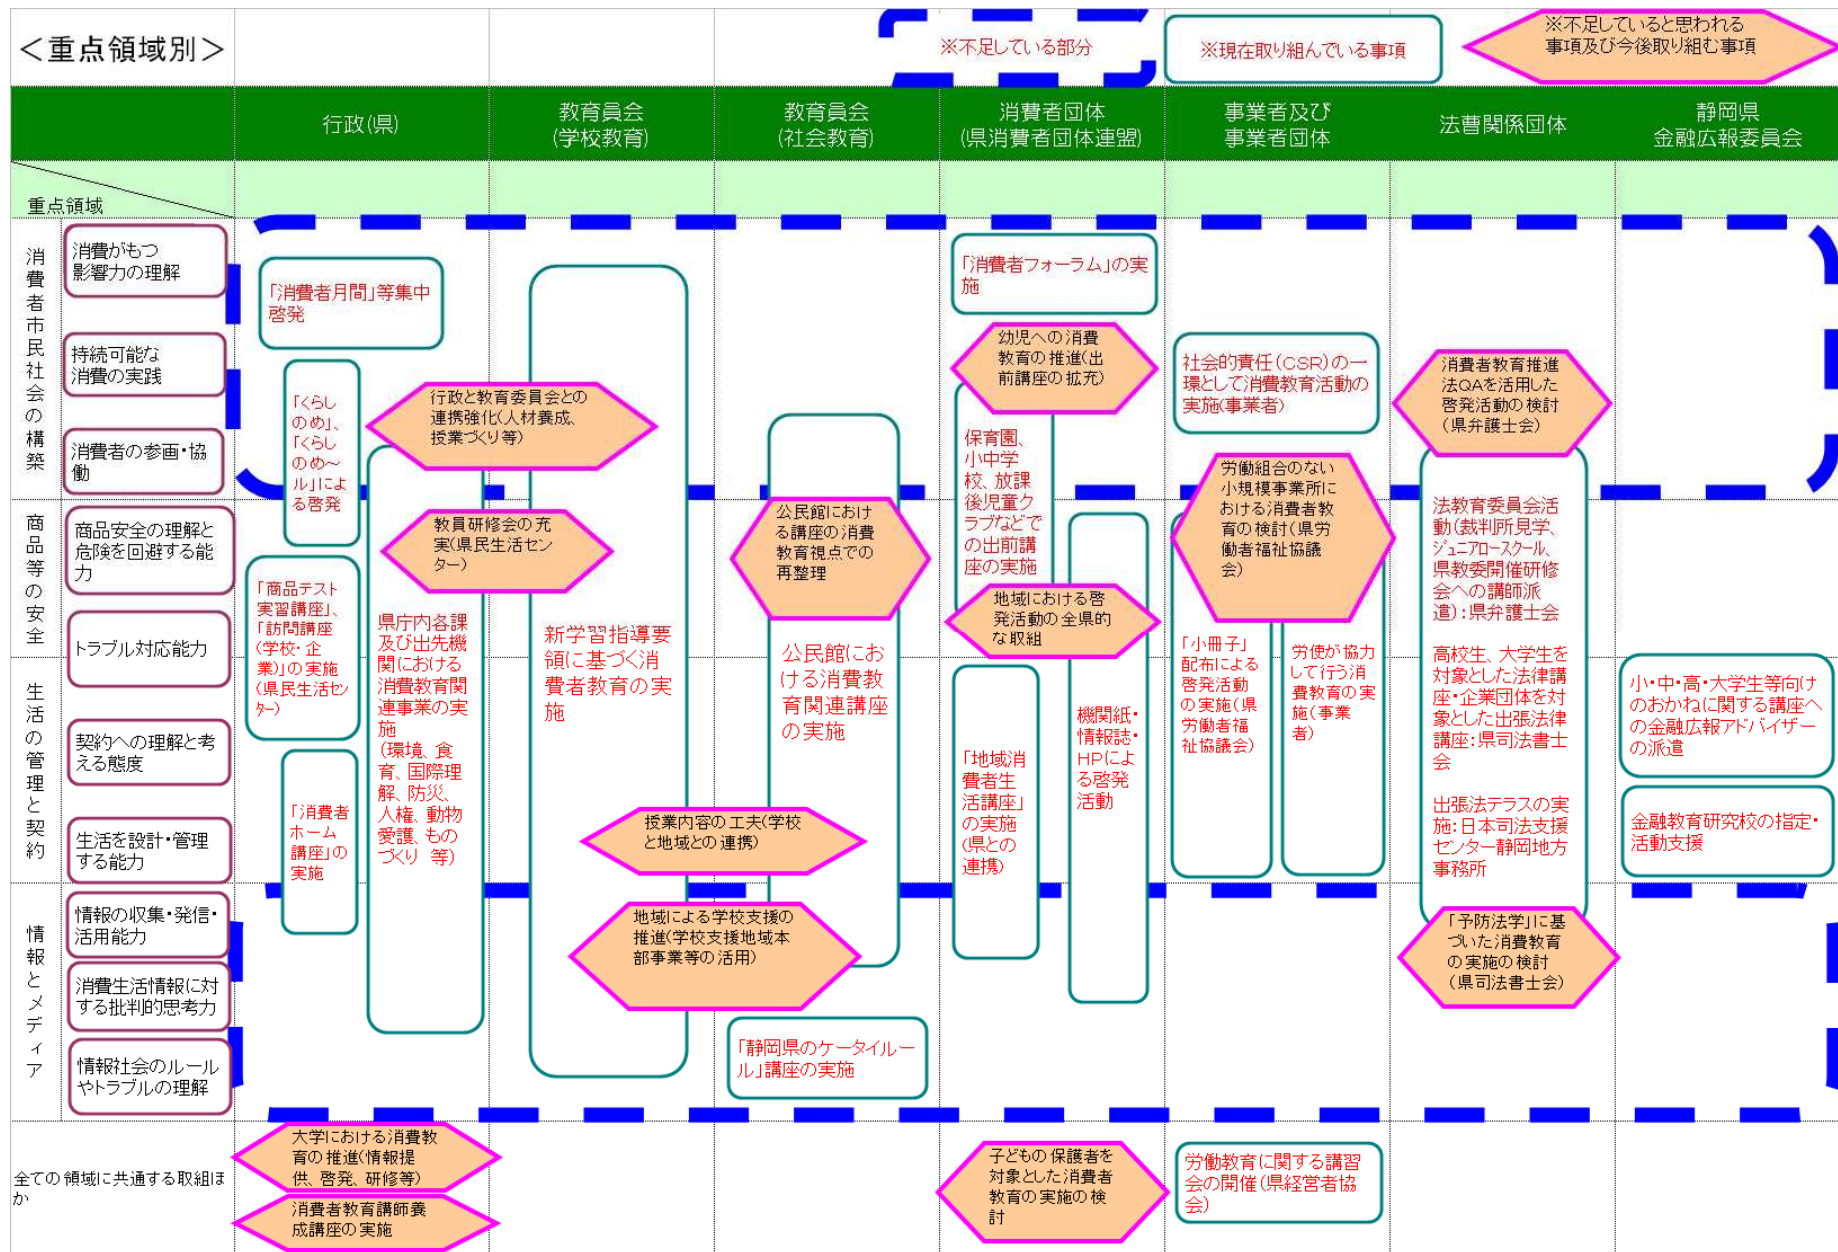 ＜重点領域別＞
※不足している部分
※現在取り組んでいる事項
※不足していると思われる
事項及び今後取り組む事項
行政(県)
教育員会
(学校教育)
教育員会
(社会教育)
消費者団体
(県消費者団体連盟)
事業者及び
事業者団体
法曹関係団体
静岡県
金融広報委員会
重点領域
消費者市民社会の構築
消費がもつ
影響力の理解
持続可能な
消費の実践
消費者の参画・協
働
商品等の安全
商品安全の理解と
危険を回避する能
力
トラブル対応能力
生活の管理と契約
契約への理解と考
える態度
生活を設計・管理
する能力
情報とメディア
情報の収集・発信・
活用能力
消費生活情報に対
する批判的思考力
情報社会のルール
やトラブルの理解
全ての領域に共通する取組ほ
か
「消費者月間」等集中
啓発
「くらし
のめ」、
「くらし
のめ～
ル」によ
る啓発
「商品テスト
実習講座」、
「訪問講座
(学校・企
業)」の実施
(県民生活セン
ター)
「消費者
ホーム
講座」の
実施
県庁内各課
及び出先機
関における
消費教育関
連事業の実
施
(環境、食
育、国際理
解、防災、
人権、動物
愛護、もの
づくり 等)
行政と教育委員会との
連携強化(人材養成、
授業づくり等)
教員研修会の充
実(県民生活セン
ター)
新学習指導要
領に基づく消
費者教育の実
施
授業内容の工夫(学校
と地域との連携)
地域による学校支援の
推進(学校支援地域本
部事業等の活用)
公民館におけ
る講座の消費
教育視点での
再整理
公民館にお
ける消費教
育関連講座
の実施
「静岡県のケータイルー
ル」講座の実施
「消費者フォーラム」の実
施
幼児への消費
教育の推進(出
前講座の拡充)
保育園、
小中学
校、放課
後児童ク
ラブなどで
の出前講
座の実施
地域における啓
発活動の全県的
な取組
「地域消
費者生
活講座」
の実施
(県との
連携)
機関紙・
情報誌・
HPによ
る啓発
活動
社会的責任(CSR)の一
環として消費教育活動の
実施(事業者)
労働組合のない
小規模事業所に
おける消費者教
育の検討(県労
働者福祉協議
会)
「小冊子」
配布による
啓発活動
の実施(県
労働者福
祉協議会)
労使が協力
して行う消
費教育の実
施(事業
者)
消費者教育推進
法QAを活用した
啓発活動の検討
(県弁護士会)
法教育委員会活
動(裁判所見学、
ジュニアロースクール、
県教委開催研修
会への講師派
遣)：県弁護士会
高校生、大学生を
対象とした法律講
座・企業団体を対
象とした出張法律
講座：県司法書士
会
出張法テラスの実
施：日本司法支援
センター静岡地方
事務所
「予防法学」に基
づいた消費教育
の実施の検討
(県司法書士会)
小・中・高・大学生等向け
のおかねに関する講座へ
の金融広報アドバイザー
の派遣
金融教育研究校の指定・
活動支援
大学における消費教
育の推進(情報提
供、啓発、研修等)
消費者教育講師養
成講座の実施
子どもの保護者を
対象とした消費者
教育の実施の検
討
労働教育に関する講習
会の開催(県経営者協
会)